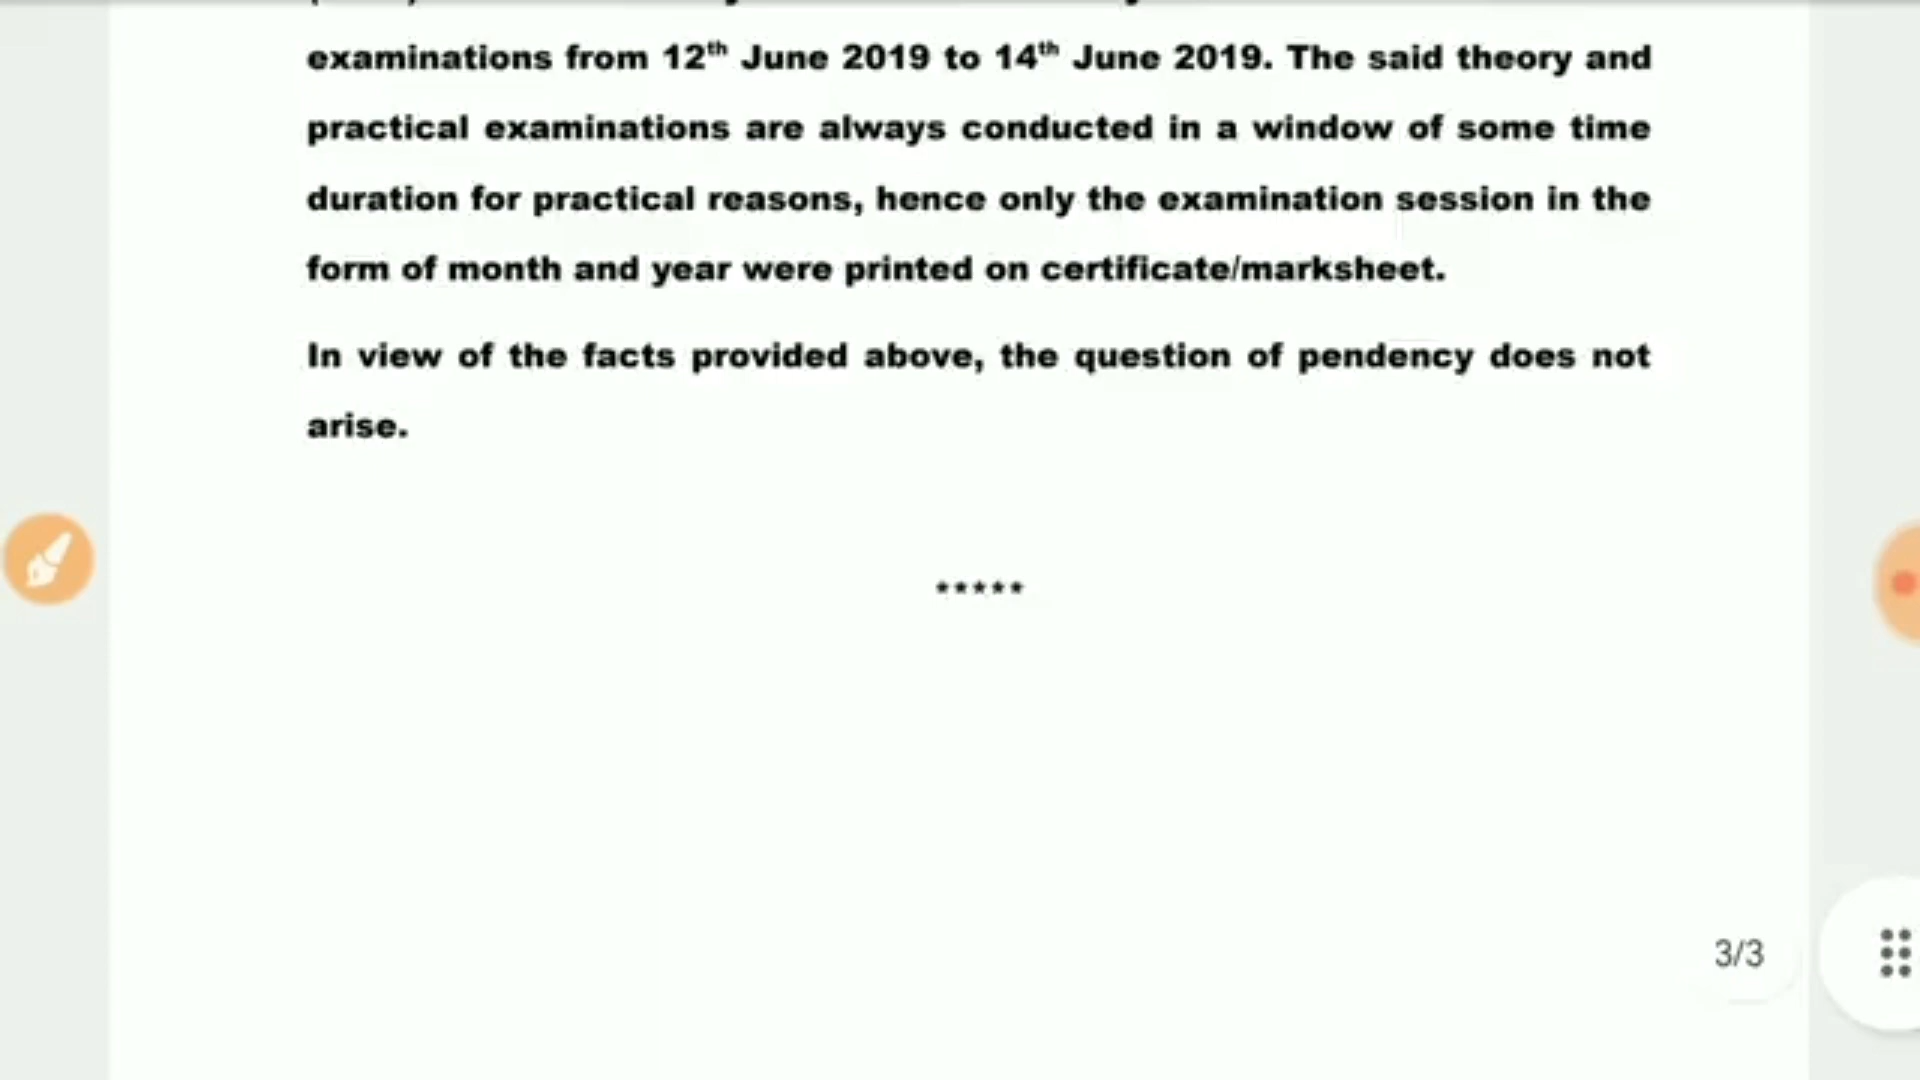 examinations from 12th June 2019 to 14th June 2019. The said theory and
practical examinations are always conducted in a window of some time
duration for practical reasons, hence only the examination session in the
form of month and year were printed on certificate/marksheet.
In view of the facts provided above, the question of pendency does not
arise.
*****
3/3